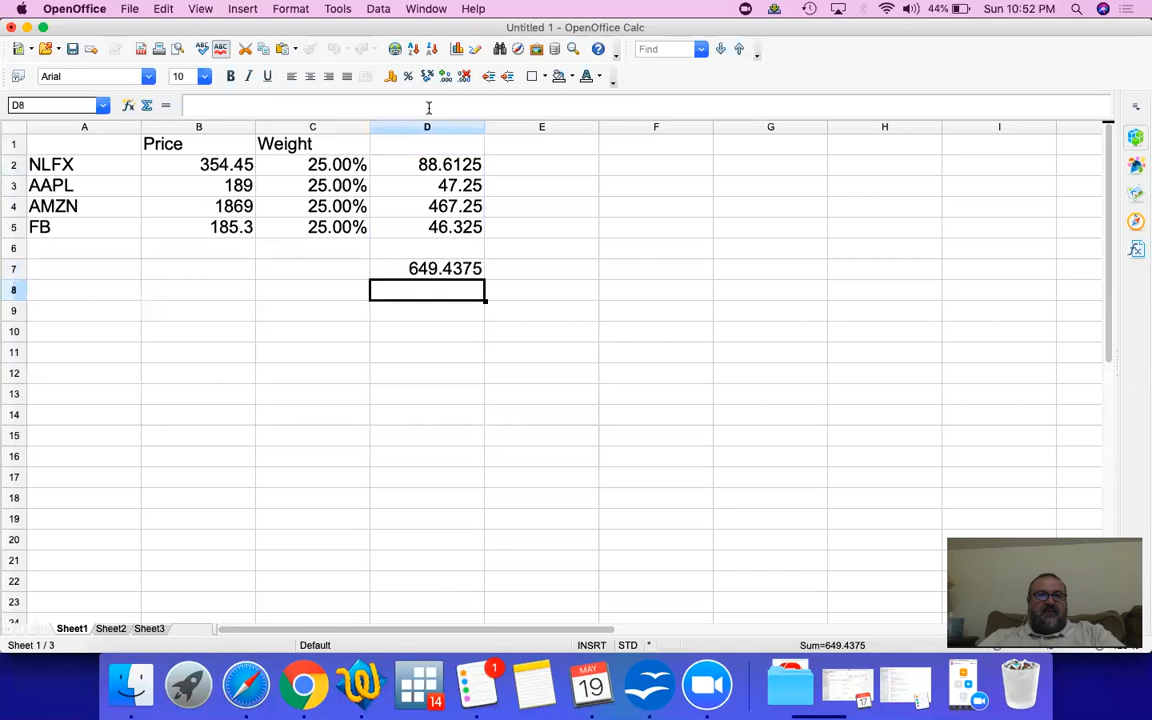 OpenOffice File Edit View Insert Format Tools Data Window Help 44% Sun 10:52 PM
Untitled 1 - OpenOffice Calc
Find
Arial 10 B I U
D8
A B C D E F G H I
1 Price Weight
2 NLFX 354.45 25.00% 88.6125
3 AAPL 189 25.00% 47.25
4 AMZN 1869 25.00% 467.25
5 FB 185.3 25.00% 46.325
6
7 649.4375
8
9
10
11
12
13
14
15
16
17
18
19
20
21
22
23
24
Sheet1 Sheet2 Sheet3
Sheet 1 / 3 Default INSRT STD * Sum=649.4375
14 1 MAY 19 17